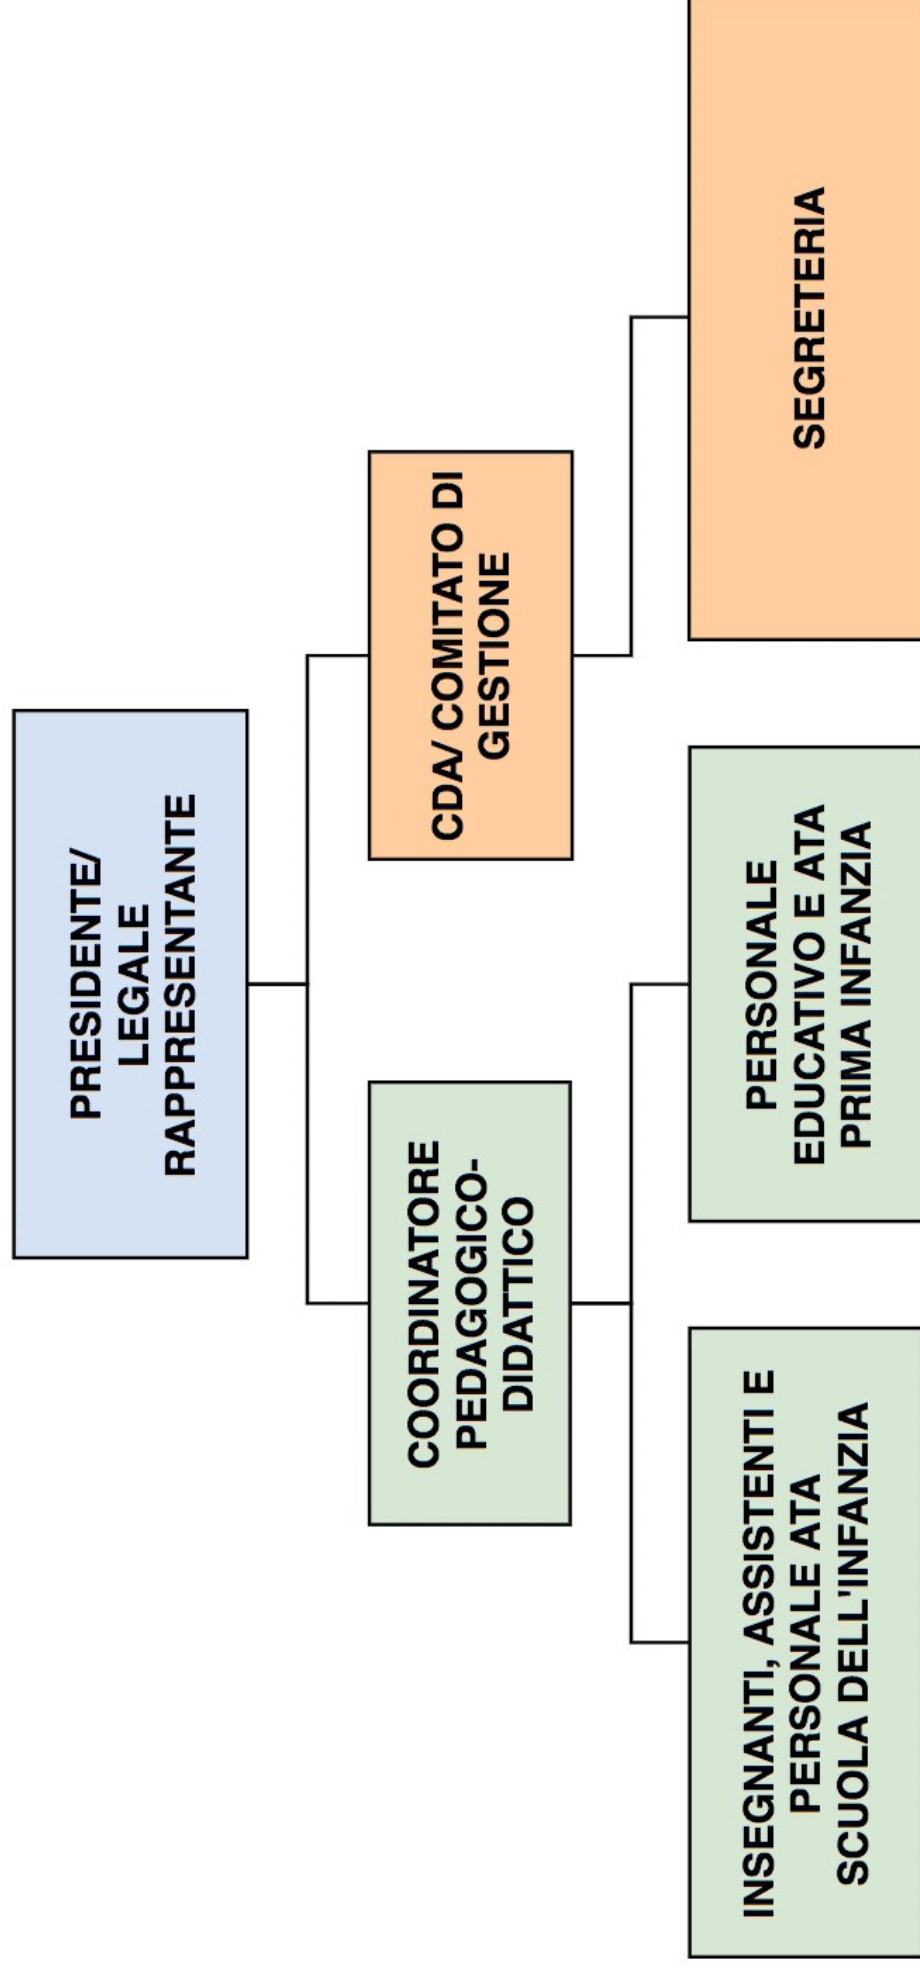 PRESIDENTE/
LEGALE
RAPPRESENTANTE
COORDINATORE
PEDAGOGICO-
DIDATTICO
CDA/ COMITATO DI
GESTIONE
INSEGNANTI, ASSISTENTI E
PERSONALE ATA
SCUOLA DELL'INFANZIA
PERSONALE
EDUCATIVO E ATA
PRIMA INFANZIA
SEGRETERIA